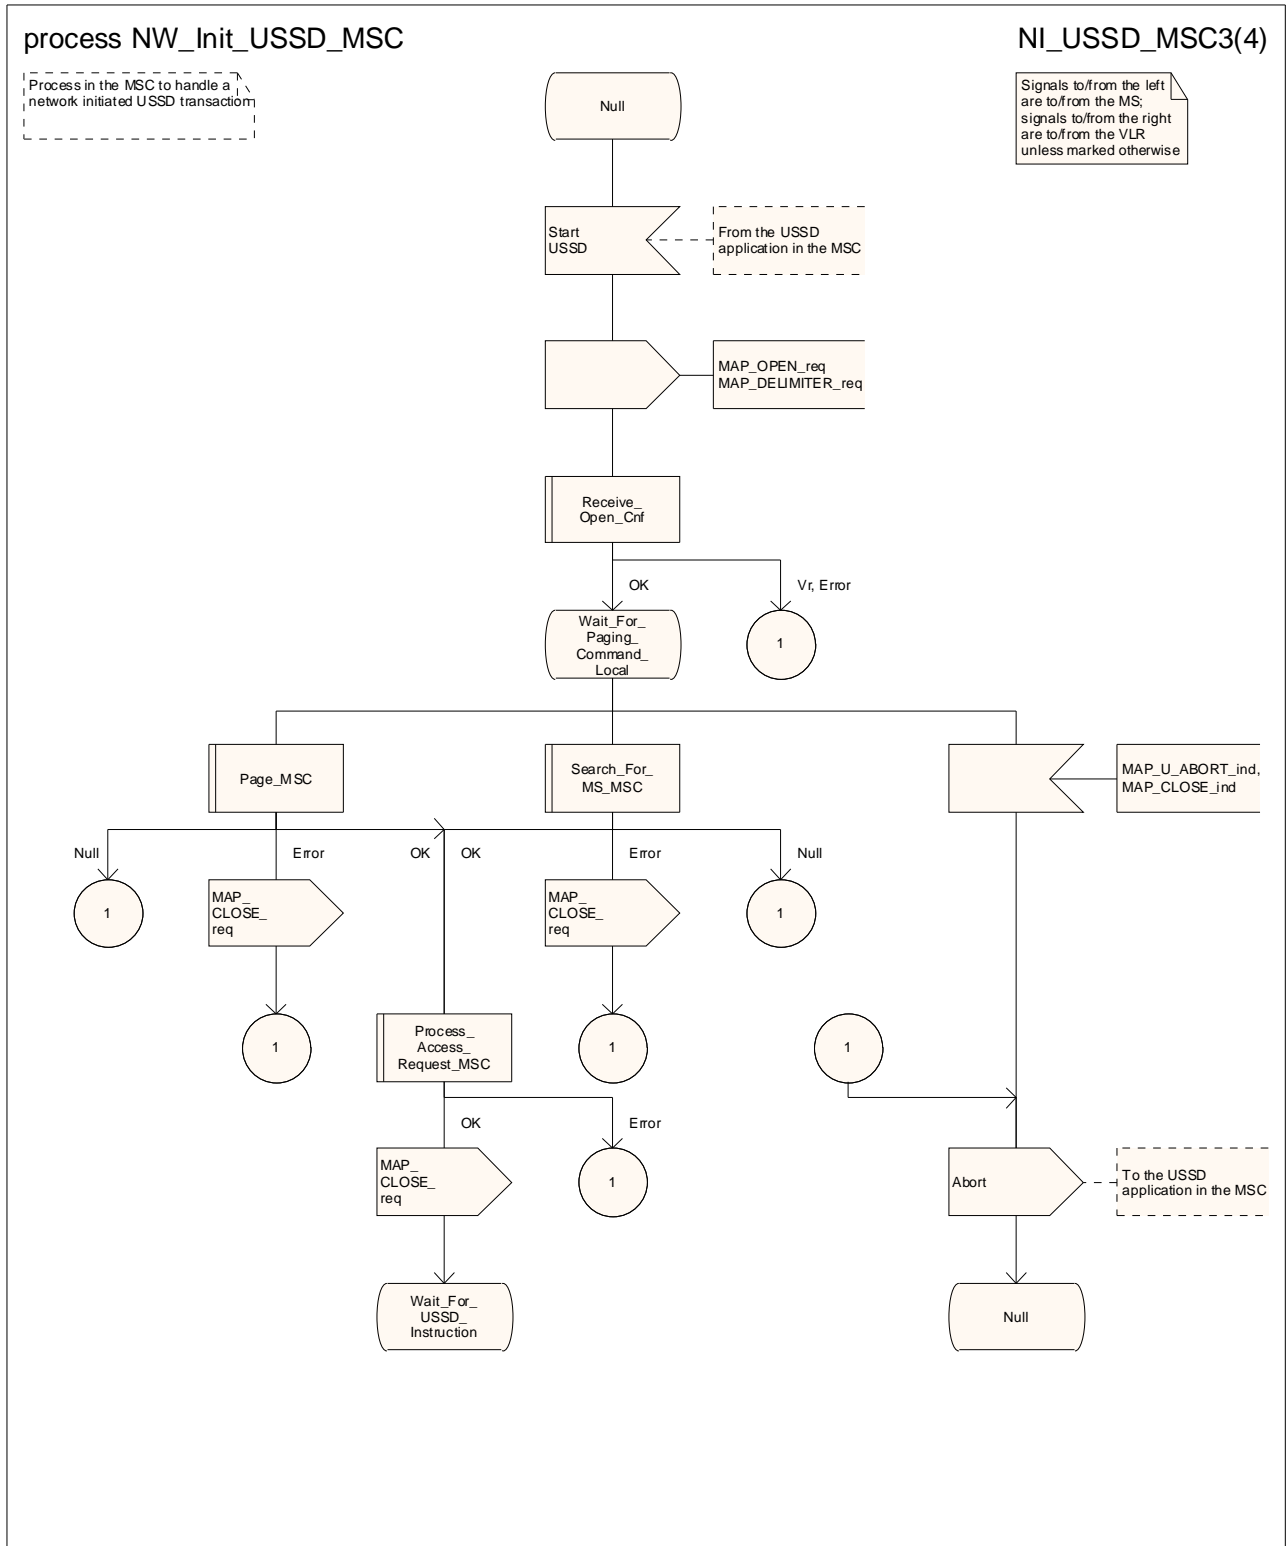 process NW_Init_USSD_MSC
NI_USSD_MSC3(4)
Process in the MSC to handle a
network initiated USSD transaction
Signals to/from the left
are to/from the MS;
signals to/from the right
are to/from the VLR
unless marked otherwise
Null
Start
USSD
From the USSD
application in the MSC
MAP_OPEN_req
MAP_DELIMITER_req
Receive_
Open_Cnf
OK
Vr, Error
Wait_For_
Paging_
Command_
Local
1
Page_MSC
Search_For_
MS_MSC
MAP_U_ABORT_ind,
MAP_CLOSE_ind
Null
Error
OK
OK
Error
Null
1
MAP_
CLOSE_
req
MAP_
CLOSE_
req
1
1
Process_
Access_
Request_MSC
1
1
OK
Error
MAP_
CLOSE_
req
1
Abort
To the USSD
application in the MSC
Wait_For_
USSD_
Instruction
Null